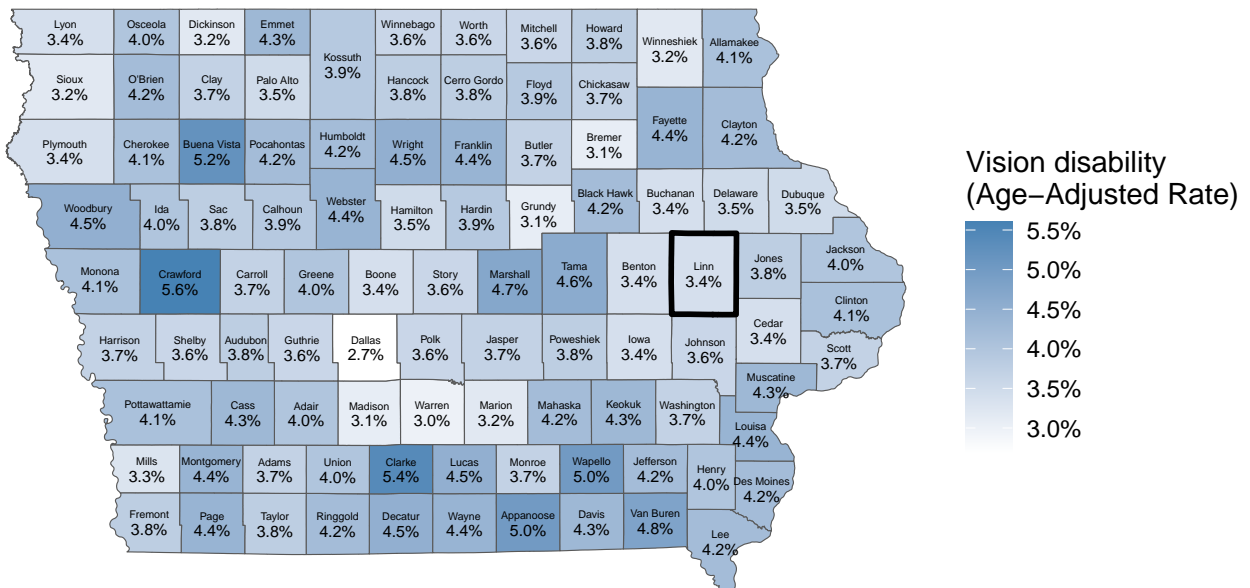 Lyon
3.4%
Osceola
4.0%
Dickinson
3.2%
Emmet
4.3%
Kossuth
3.9%
Winnebago
3.6%
Worth
3.6%
Mitchell
3.6%
Howard
3.8%
Winneshiek
3.2%
Allamakee
4.1%
Sioux
3.2%
O'Brien
4.2%
Clay
3.7%
Palo Alto
3.5%
Hancock
3.8%
Cerro Gordo
3.8%
Floyd
3.9%
Chickasaw
3.7%
Fayette
4.4%
Clayton
4.2%
Plymouth
3.4%
Cherokee
4.1%
Buena Vista
5.2%
Pocahontas
4.2%
Humboldt
4.2%
Wright
4.5%
Franklin
4.4%
Butler
3.7%
Bremer
3.1%
Woodbury
4.5%
Ida
4.0%
Sac
3.8%
Calhoun
3.9%
Webster
4.4%
Hamilton
3.5%
Hardin
3.9%
Grundy
3.1%
Black Hawk
4.2%
Buchanan
3.4%
Delaware
3.5%
Dubuque
3.5%
Monona
4.1%
Crawford
5.6%
Carroll
3.7%
Greene
4.0%
Boone
3.4%
Story
3.6%
Marshall
4.7%
Tama
4.6%
Benton
3.4%
Linn
3.4%
Jones
3.8%
Jackson
4.0%
Clinton
4.1%
Harrison
3.7%
Shelby
3.6%
Audubon
3.8%
Guthrie
3.6%
Dallas
2.7%
Polk
3.6%
Jasper
3.7%
Poweshiek
3.8%
Iowa
3.4%
Johnson
3.6%
Cedar
3.4%
Scott
3.7%
Muscatine
4.3%
Pottawattamie
4.1%
Cass
4.3%
Adair
4.0%
Madison
3.1%
Warren
3.0%
Marion
3.2%
Mahaska
4.2%
Keokuk
4.3%
Washington
3.7%
Louisa
4.4%
Mills
3.3%
Montgomery
4.4%
Adams
3.7%
Union
4.0%
Clarke
5.4%
Lucas
4.5%
Monroe
3.7%
Wapello
5.0%
Jefferson
4.2%
Henry
4.0%
Des Moines
4.2%
Fremont
3.8%
Page
4.4%
Taylor
3.8%
Ringgold
4.2%
Decatur
4.5%
Wayne
4.4%
Appanoose
5.0%
Davis
4.3%
Van Buren
4.8%
Lee
4.2%
Vision disability
(Age−Adjusted Rate)
5.5%
5.0%
4.5%
4.0%
3.5%
3.0%